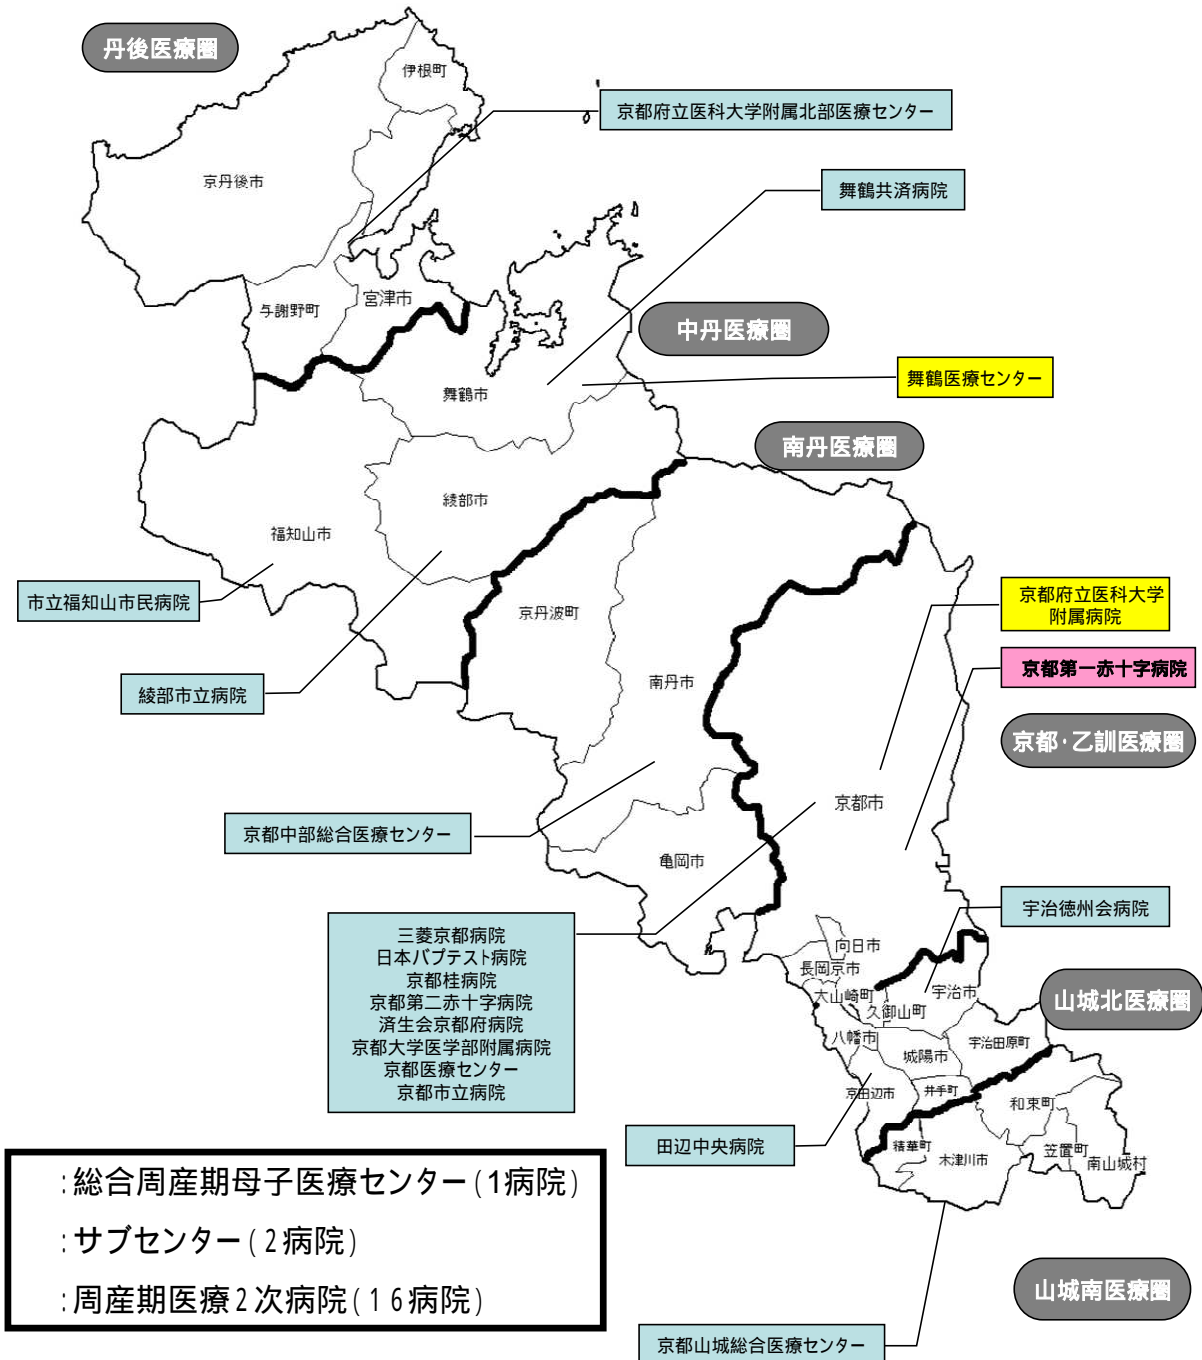 丹後医療圏
伊根町
京都府立医科大学附属北部医療センター
京丹後市
舞鶴共済病院
与謝野町
宮津市
中丹医療圏
舞鶴市
舞鶴医療センター
南丹医療圏
綾部市
福知山市
市立福知山市民病院
京丹波町
京都府立医科大学
附属病院
綾部市立病院
南丹市
京都第一赤十字病院
京都・乙訓医療圏
京都市
京都中部総合医療センター
亀岡市
宇治徳州会病院
三菱京都病院
日本バプテスト病院
京都桂病院
京都第二赤十字病院
済生会京都府病院
京都大学医学部附属病院
京都医療センター
京都市立病院
向日市
長岡京市
大山崎町
宇治市
久御山町
山城北医療圏
八幡市
城陽市
宇治田原町
京田辺市
井手町
和束町
田辺中央病院
精華町
木津川市
笠置町
南山城村
:総合周産期母子医療センター(1病院)
:サブセンター(2病院)
:周産期医療2次病院(16病院)
山城南医療圏
京都山城総合医療センター